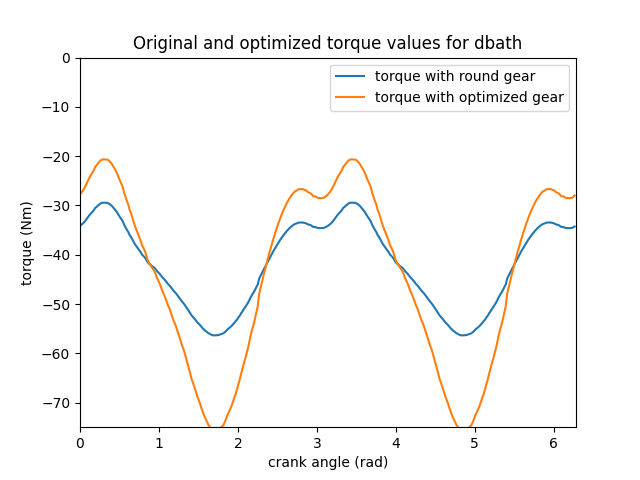 Original and optimized torque values for dbath
torque with round gear
torque with optimized gear
0
−10
−20
−30
−40
−50
−60
−70
torque (Nm)
0 1 2 3 4 5 6
crank angle (rad)